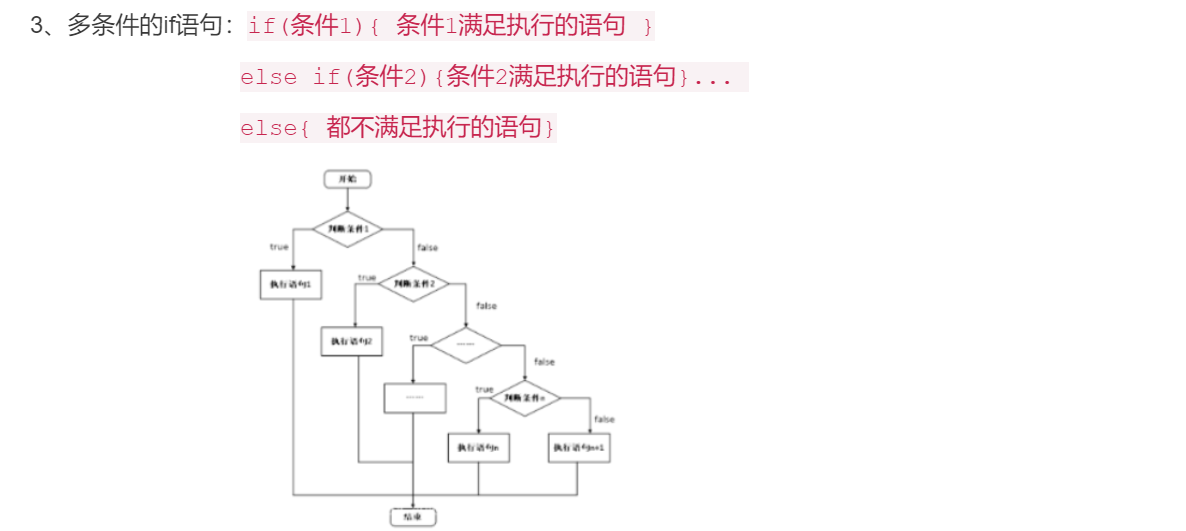 3、多条件的if语句：if(条件1){ 条件1满足执行的语句 }
else if(条件2){条件2满足执行的语句}...
else{ 都不满足执行的语句}
开始
判断条件1
true
false
执行语句1
true
判断条件2
false
执行语句2
true
······
false
······
true
判断条件n
false
执行语句n
执行语句n+1
结束